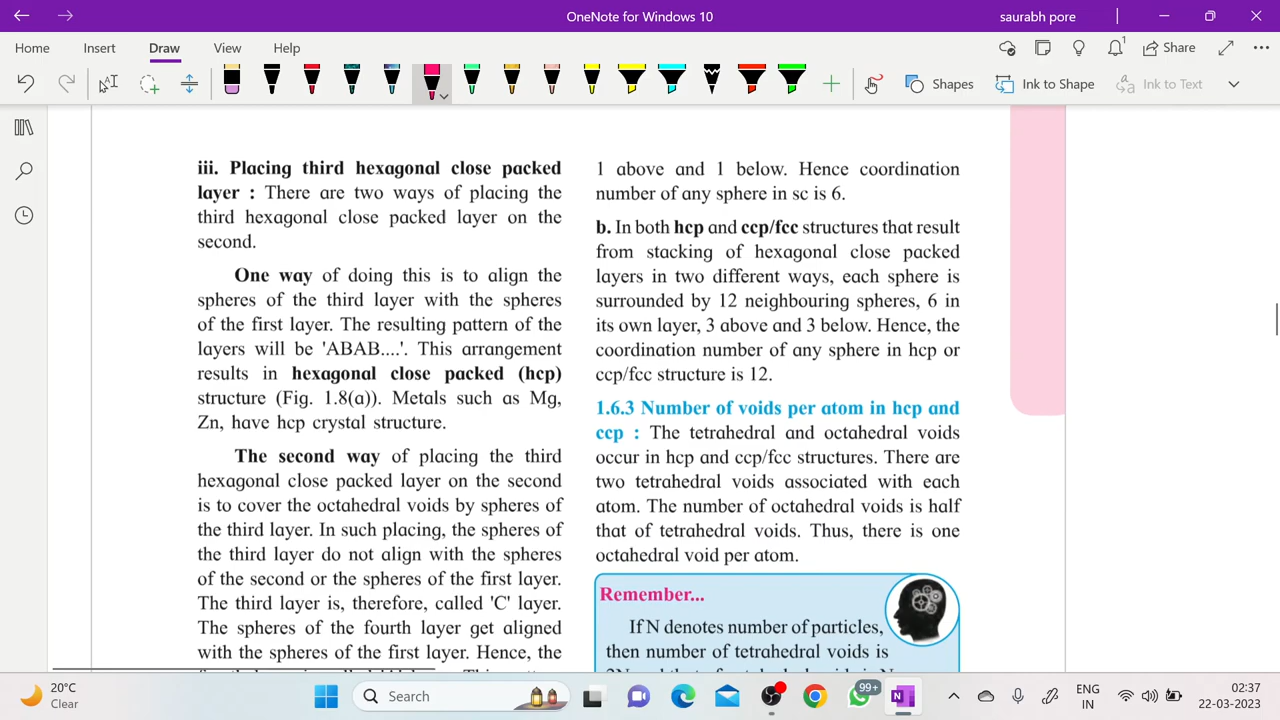 OneNote for Windows 10
saurabh pore
Home
Insert
Draw
View
Help
1
Share
Shapes
Ink to Shape
Ink to Text
iii. Placing third hexagonal close packed
layer : There are two ways of placing the
third hexagonal close packed layer on the
second.
One way of doing this is to align the
spheres of the third layer with the spheres
of the first layer. The resulting pattern of the
layers will be 'ABAB....'. This arrangement
results in hexagonal close packed (hcp)
structure (Fig. 1.8(a)). Metals such as Mg,
Zn, have hcp crystal structure.
The second way of placing the third
hexagonal close packed layer on the second
is to cover the octahedral voids by spheres of
the third layer. In such placing, the spheres of
the third layer do not align with the spheres
of the second or the spheres of the first layer.
The third layer is, therefore, called 'C' layer.
The spheres of the fourth layer get aligned
with the spheres of the first layer. Hence, the
1 above and 1 below. Hence coordination
number of any sphere in sc is 6.
b. In both hcp and ccp/fcc structures that result
from stacking of hexagonal close packed
layers in two different ways, each sphere is
surrounded by 12 neighbouring spheres, 6 in
its own layer, 3 above and 3 below. Hence, the
coordination number of any sphere in hcp or
ccp/fcc structure is 12.
1.6.3 Number of voids per atom in hcp and
ccp : The tetrahedral and octahedral voids
occur in hcp and ccp/fcc structures. There are
two tetrahedral voids associated with each
atom. The number of octahedral voids is half
that of tetrahedral voids. Thus, there is one
octahedral void per atom.
Remember...
If N denotes number of particles,
then number of tetrahedral voids is
20°C
Clear
Search
99+
ENG
IN
02:37
22-03-2023